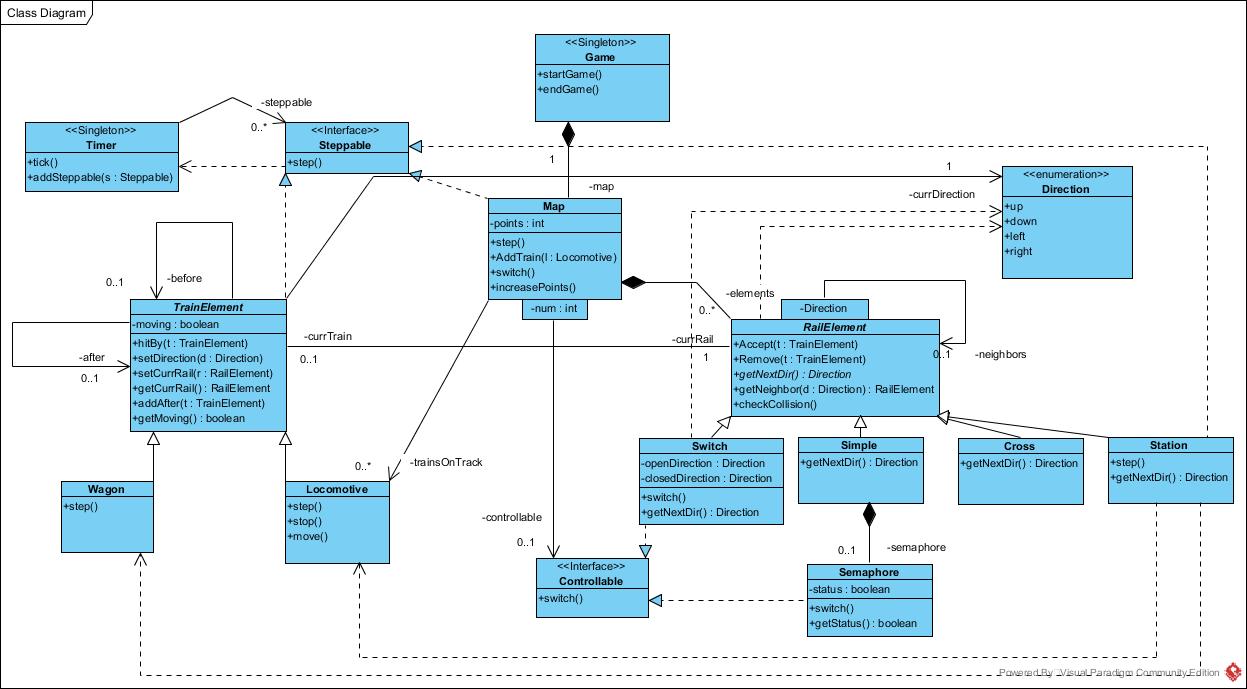 Class Diagram
<<Singleton>>
Game
+startGame()
+endGame()
1
-map
<<Singleton>>
Timer
+tick()
+addSteppable(s : Steppable)
-steppable
0..*
<<Interface>>
Steppable
+step()
1
-currDirection
<<enumeration>>
Direction
+up
+down
+left
+right
Map
-points : int
+step()
+AddTrain(l : Locomotive)
+switch()
+increasePoints()
-num : int
-elements
0..*
0..1
-before
TrainElement
-moving : boolean
+hitBy(t : TrainElement)
+setDirection(d : Direction)
+setCurrRail(r : RailElement)
+getCurrRail() : RailElement
+addAfter(t : TrainElement)
+getMoving() : boolean
-after
0..1
-currTrain
0..1
-currRail
1
-Direction
RailElement
+Accept(t : TrainElement)
+Remove(t : TrainElement)
+getNextDir() : Direction
+getNeighbor(d : Direction) : RailElement
+checkCollision()
0..1
-neighbors
Wagon
+step()
0..*
-trainsOnTrack
Locomotive
+step()
+stop()
+move()
-controllable
0..1
<<Interface>>
Controllable
+switch()
Switch
-openDirection : Direction
-closedDirection : Direction
+switch()
+getNextDir() : Direction
Simple
+getNextDir() : Direction
Cross
+getNextDir() : Direction
Station
+step()
+getNextDir() : Direction
0..1
-semaphore
Semaphore
-status : boolean
+switch()
+getStatus() : boolean
Powered By Visual Paradigm Community Edition